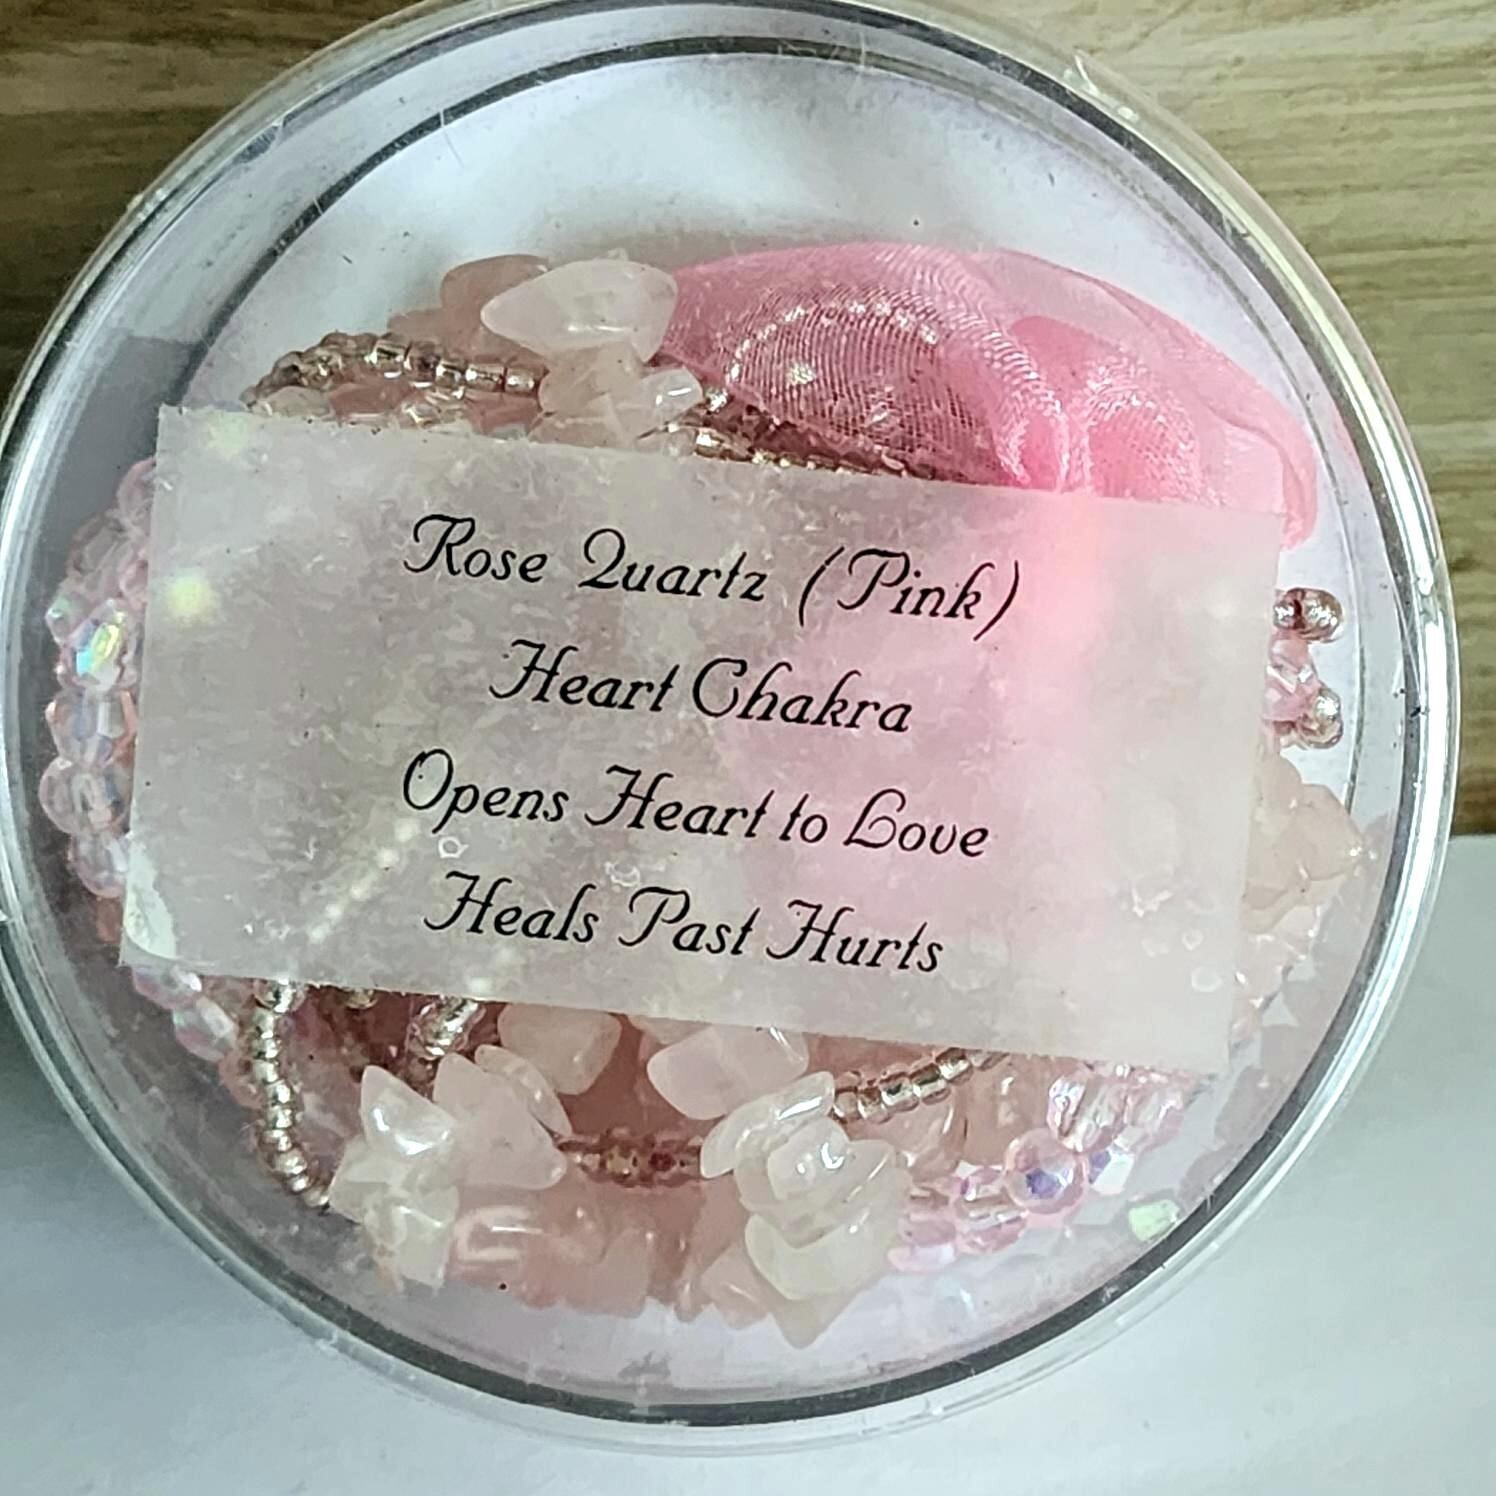 Rose Quartz (Pink)
Heart Chakra
Opens Heart to Love
Heals Past Hurts